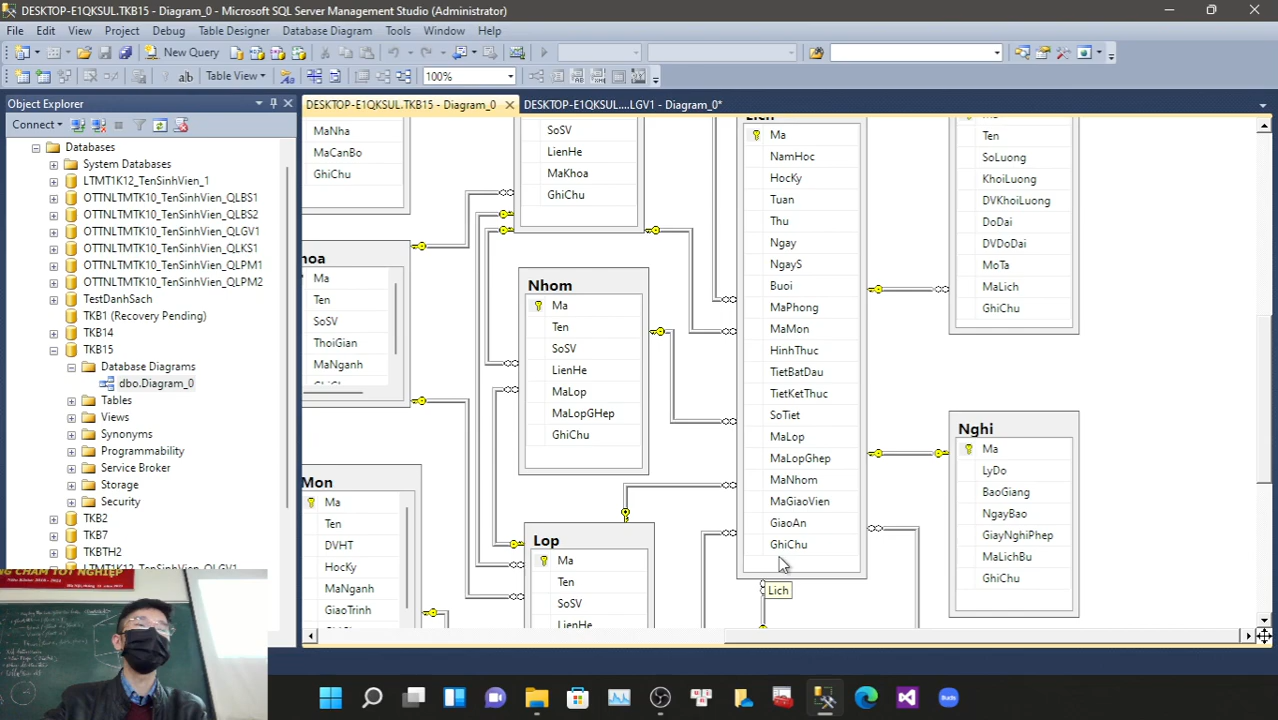 DESKTOP-E1QKSUL.TKB15 - Diagram_0 - Microsoft SQL Server Management Studio (Administrator)
File Edit View Project Debug Table Designer Database Diagram Tools Window Help
New Query
Table View 100%
Object Explorer
DESKTOP-E1QKSUL.TKB15 - Diagram_0
DESKTOP-E1QKSUL....LGV1 - Diagram_0*
Connect
Databases
System Databases
LTMT1K12_TenSinhVien_1
OTTNLTMTK10_TenSinhVien_QLBS1
OTTNLTMTK10_TenSinhVien_QLBS2
OTTNLTMTK10_TenSinhVien_QLGV1
OTTNLTMTK10_TenSinhVien_QLKS1
OTTNLTMTK10_TenSinhVien_QLPM1
OTTNLTMTK10_TenSinhVien_QLPM2
TestDanhSach
TKB1 (Recovery Pending)
TKB14
TKB15
Database Diagrams
dbo.Diagram_0
Tables
Views
Synonyms
Programmability
Service Broker
Storage
Security
TKB2
TKB7
TKBTH2
LTMT1K12_TenSinhVien_QLGV1
MaNha
MaCanBo
GhiChu
hoa
Ma
Ten
SoSV
ThoiGian
MaNganh
GhiChu
Mon
Ma
Ten
DVHT
HocKy
MaNganh
GiaoTrinh
SoSV
LienHe
MaKhoa
GhiChu
Nhom
Ma
Ten
SoSV
LienHe
MaLop
MaLopGHep
GhiChu
Lop
Ma
Ten
SoSV
LienHe
Lich
Ma
NamHoc
HocKy
Tuan
Thu
Ngay
NgayS
Buoi
MaPhong
MaMon
HinhThuc
TietBatDau
TietKetThuc
SoTiet
MaLop
MaLopGhep
MaNhom
MaGiaoVien
GiaoAn
GhiChu
Lich
Ma
Ten
SoLuong
KhoiLuong
DVKhoiLuong
DoDai
DVDoDai
MoTa
MaLich
GhiChu
Nghi
Ma
LyDo
BaoGiang
NgayBao
GiayNghiPhep
MaLichBu
GhiChu